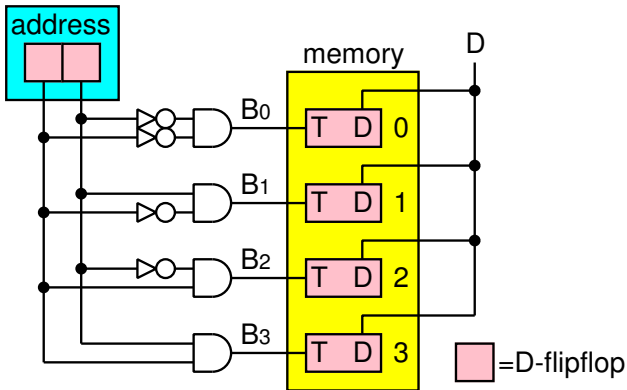 address
memory
D
B0
T D 0
B1
T D 1
B2
T D 2
B3
T D 3
=D-flipflop